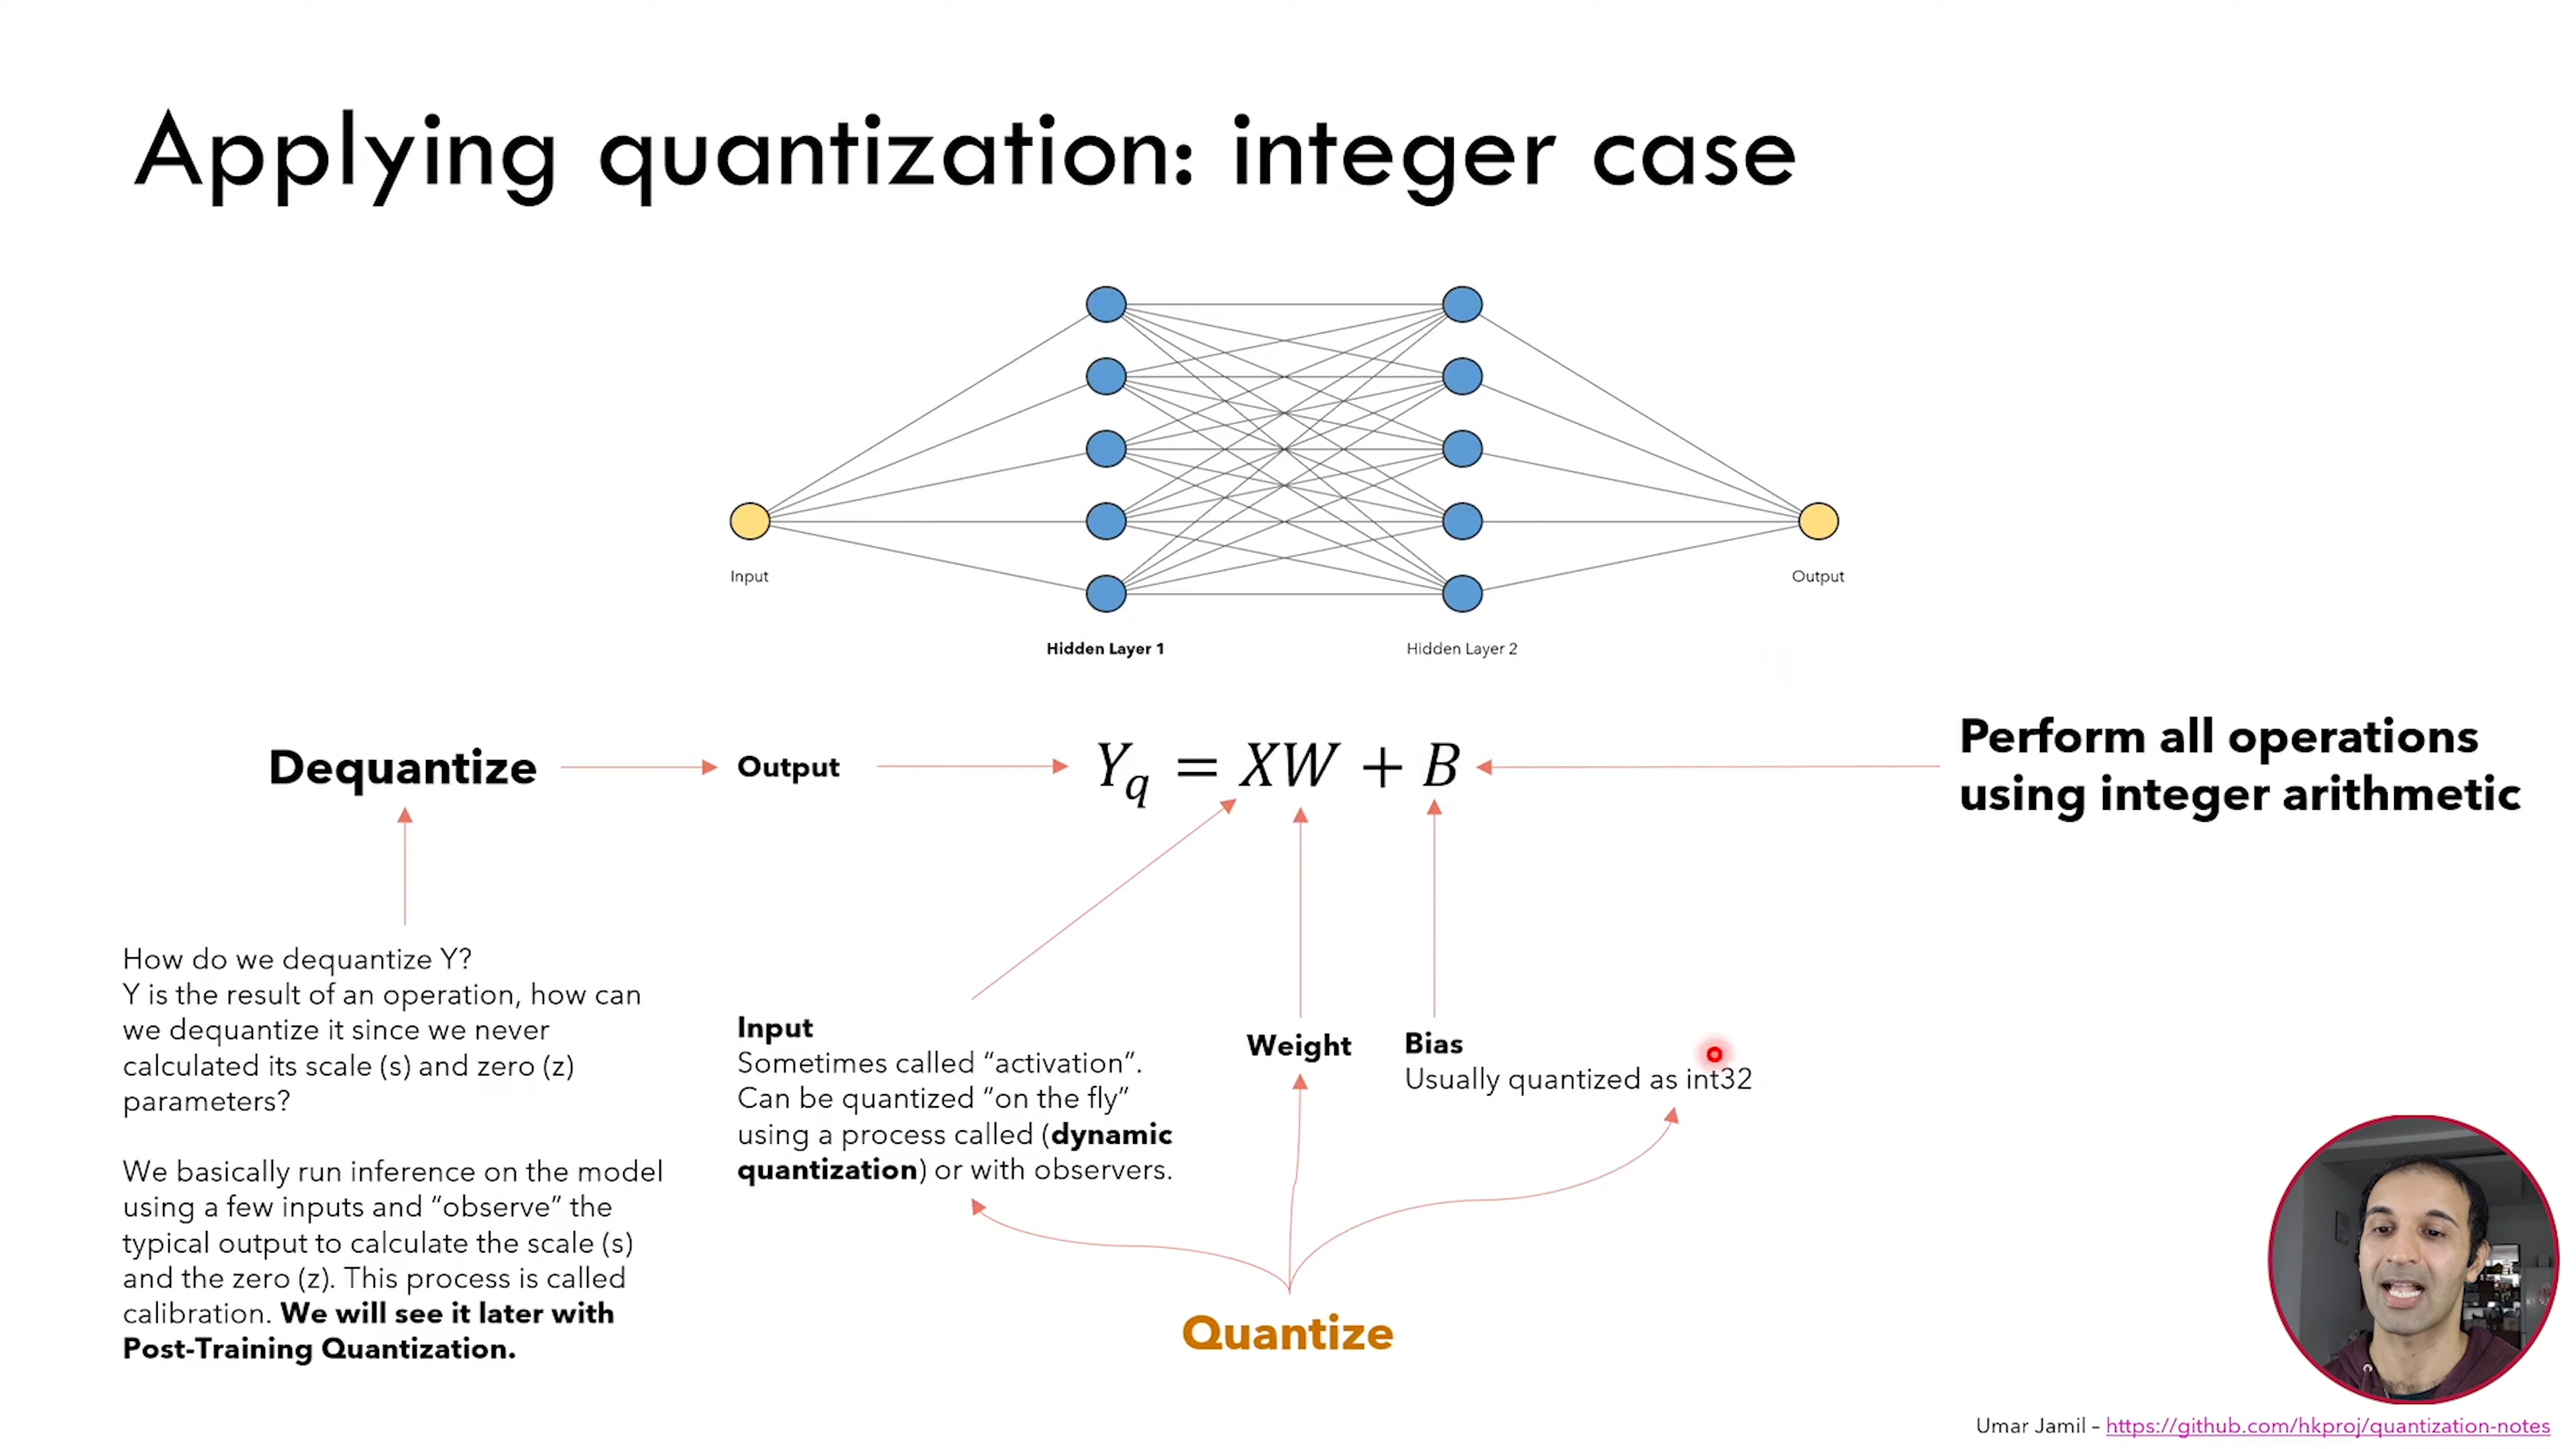 Applying quantization: integer case
Input
Output
Hidden Layer 1
Hidden Layer 2
Dequantize
Output
Y_q = XW + B
Perform all operations
using integer arithmetic
How do we dequantize Y?
Y is the result of an operation, how can
we dequantize it since we never
calculated its scale (s) and zero (z)
parameters?
We basically run inference on the model
using a few inputs and “observe” the
typical output to calculate the scale (s)
and the zero (z). This process is called
calibration. We will see it later with
Post-Training Quantization.
Input
Sometimes called “activation”.
Can be quantized “on the fly”
using a process called (dynamic
quantization) or with observers.
Weight
Bias
Usually quantized as int32
Quantize
Umar Jamil – https://github.com/hkproj/quantization-notes